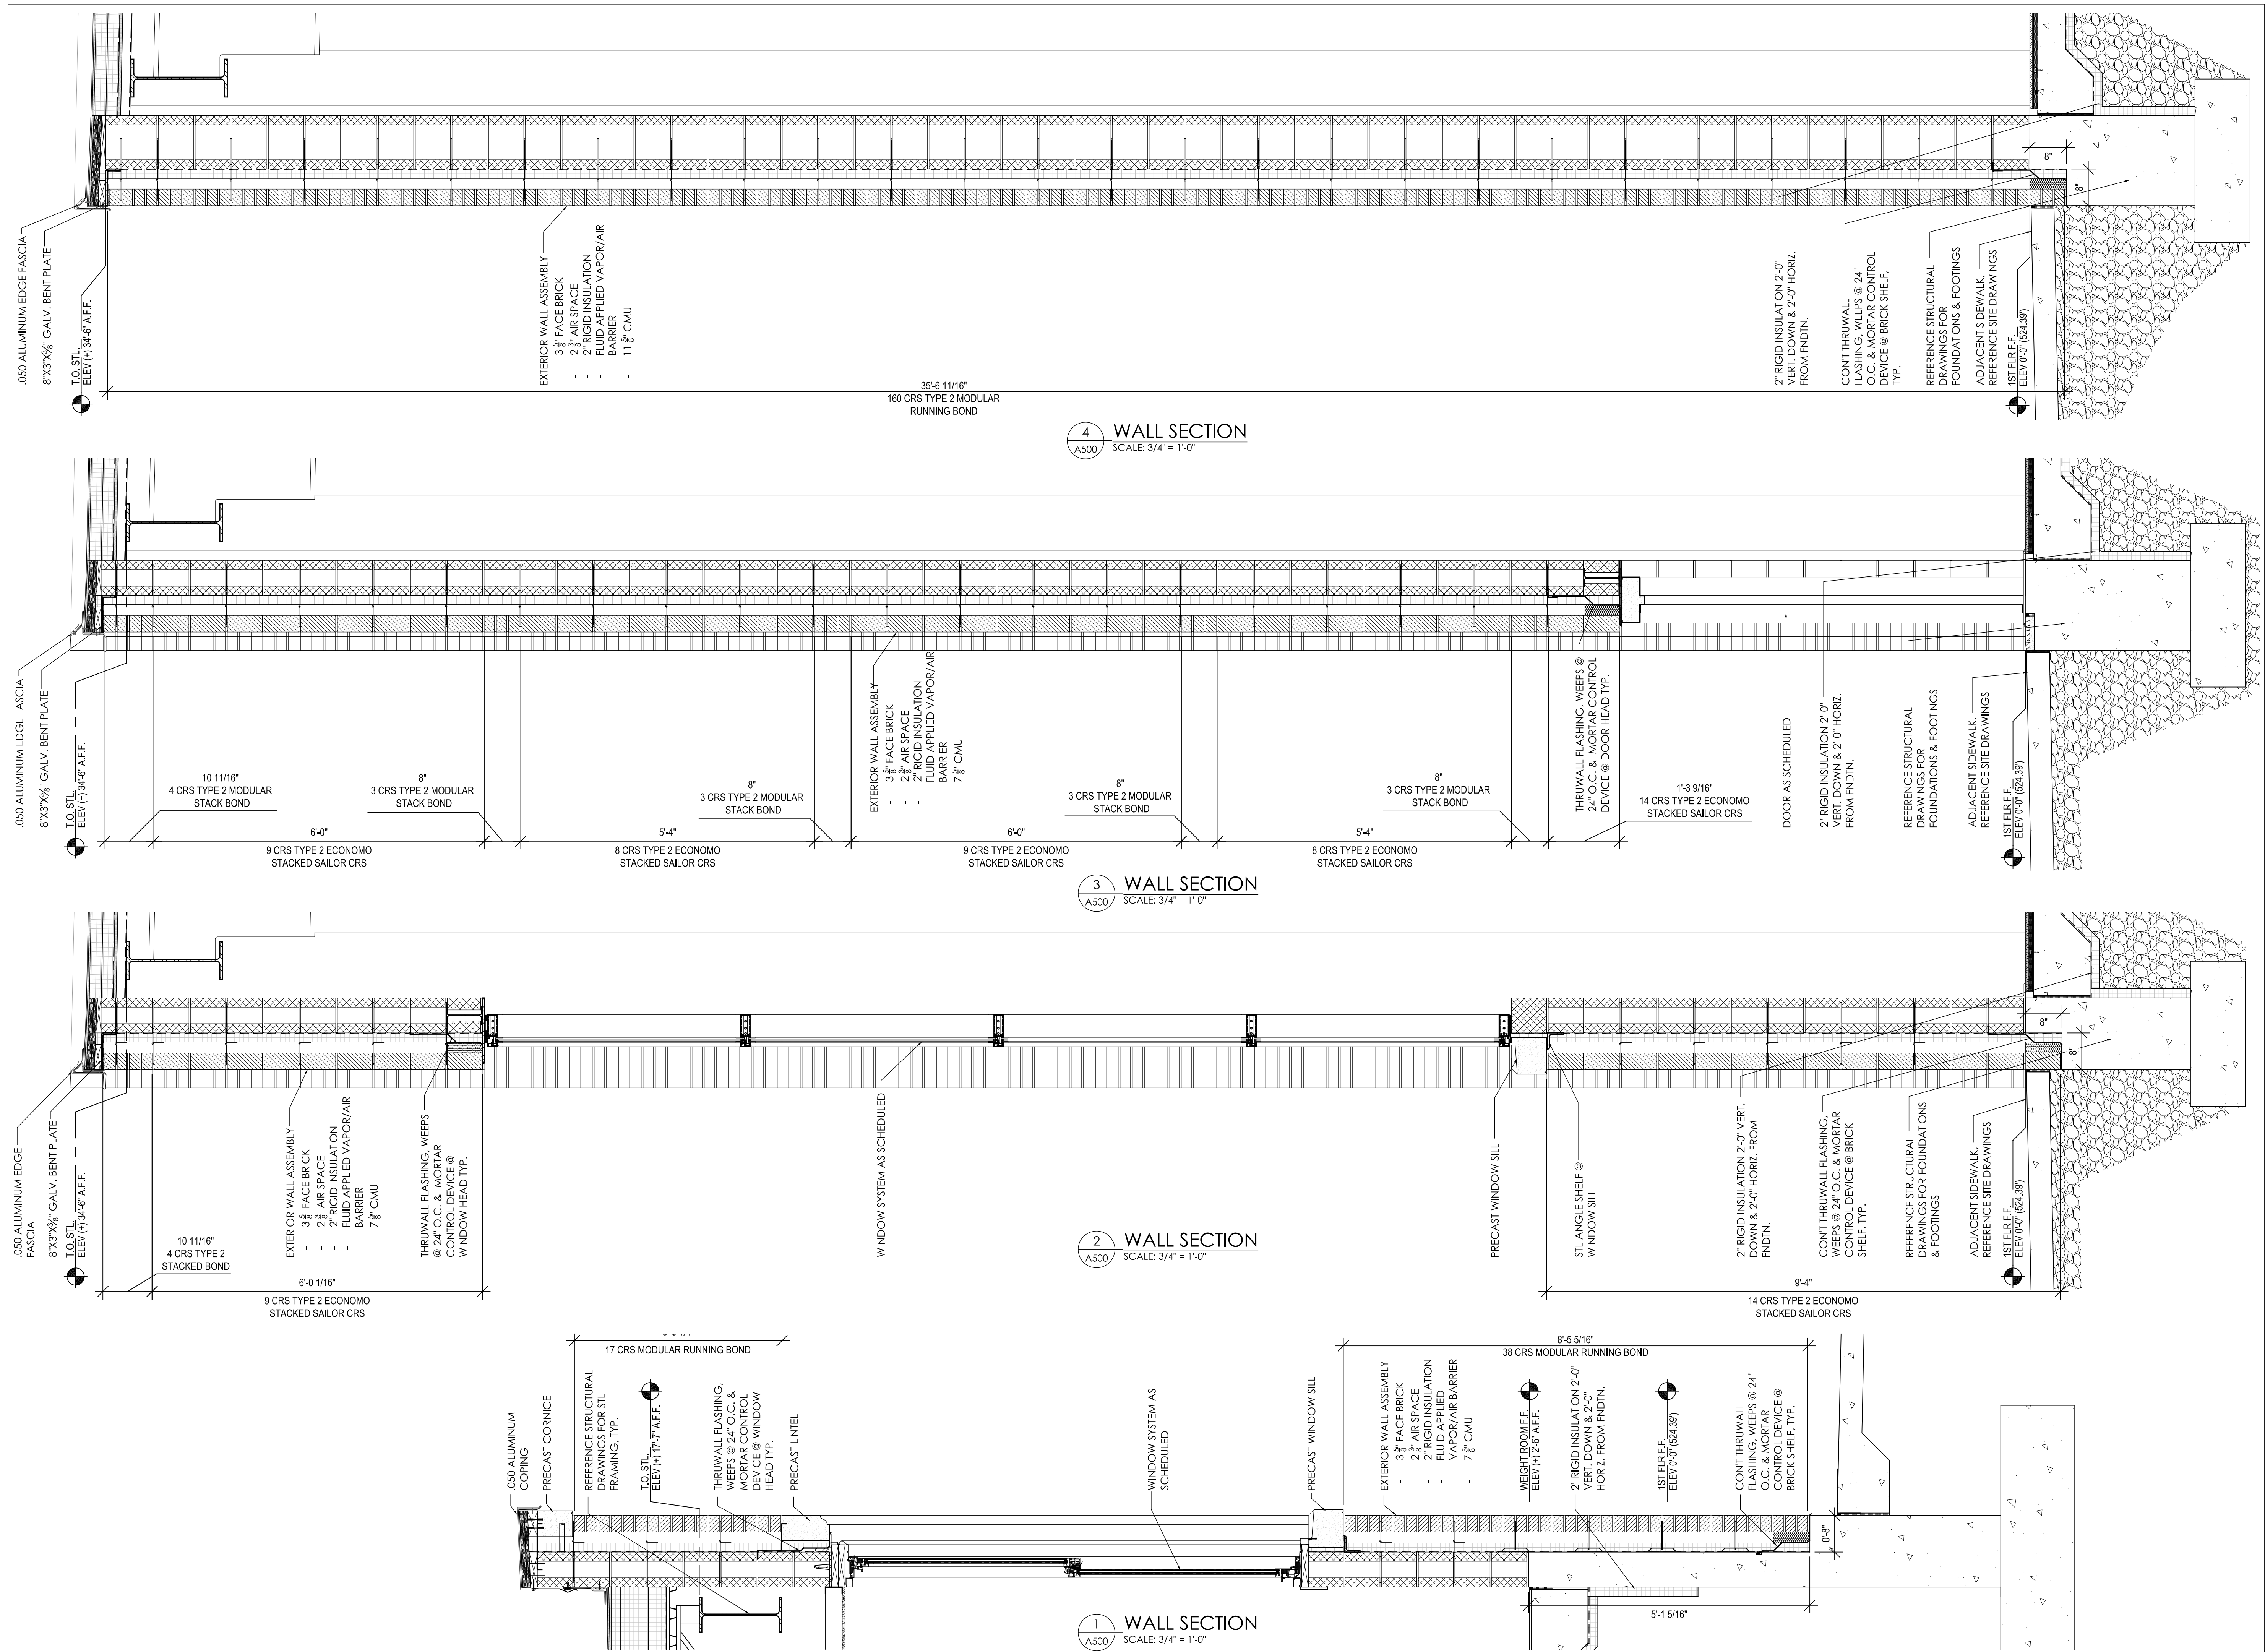 .050 ALUMINUM EDGE FASCIA
8"X3"X⅜" GALV. BENT PLATE
T.O. STL.
ELEV (+) 34'-6" A.F.F.
EXTERIOR WALL ASSEMBLY
- 3 ⅝" FACE BRICK
- 2 ⅜" AIR SPACE
- 2" RIGID INSULATION
- FLUID APPLIED VAPOR/AIR
BARRIER
- 11 ⅝" CMU
2" RIGID INSULATION 2'-0"
VERT. DOWN & 2'-0" HORIZ.
FROM FNDTN.
CON'T THRUWALL
FLASHING, WEEPS @ 24"
O.C. & MORTAR CONTROL
DEVICE @ BRICK SHELF,
TYP.
REFERENCE STRUCTURAL
DRAWINGS FOR
FOUNDATIONS & FOOTINGS
ADJACENT SIDEWALK,
REFERENCE SITE DRAWINGS
1ST FLR F.F.
ELEV 0'-0" (524.39')
8"
8"
35'-6 11/16"
160 CRS TYPE 2 MODULAR
RUNNING BOND
4
A500
WALL SECTION
SCALE: 3/4" = 1'-0"
.050 ALUMINUM EDGE FASCIA
8"X3"X⅜" GALV. BENT PLATE
T.O. STL.
ELEV (+) 34'-6" A.F.F.
10 11/16"
4 CRS TYPE 2 MODULAR
STACK BOND
8"
3 CRS TYPE 2 MODULAR
STACK BOND
8"
3 CRS TYPE 2 MODULAR
STACK BOND
EXTERIOR WALL ASSEMBLY
- 3 ⅝" FACE BRICK
- 2 ⅜" AIR SPACE
- 2" RIGID INSULATION
- FLUID APPLIED VAPOR/AIR
BARRIER
- 7 ⅝" CMU
8"
3 CRS TYPE 2 MODULAR
STACK BOND
8"
3 CRS TYPE 2 MODULAR
STACK BOND
THRUWALL FLASHING, WEEPS @
24" O.C. & MORTAR CONTROL
DEVICE @ DOOR HEAD TYP.
1'-3 9/16"
14 CRS TYPE 2 ECONOMO
STACKED SAILOR CRS
DOOR AS SCHEDULED
2" RIGID INSULATION 2'-0"
VERT. DOWN & 2'-0" HORIZ.
FROM FNDTN.
REFERENCE STRUCTURAL
DRAWINGS FOR
FOUNDATIONS & FOOTINGS
ADJACENT SIDEWALK,
REFERENCE SITE DRAWINGS
1ST FLR F.F.
ELEV 0'-0" (524.39')
6'-0"
9 CRS TYPE 2 ECONOMO
STACKED SAILOR CRS
5'-4"
8 CRS TYPE 2 ECONOMO
STACKED SAILOR CRS
6'-0"
9 CRS TYPE 2 ECONOMO
STACKED SAILOR CRS
5'-4"
8 CRS TYPE 2 ECONOMO
STACKED SAILOR CRS
3
A500
WALL SECTION
SCALE: 3/4" = 1'-0"
.050 ALUMINUM EDGE
FASCIA
8"X3"X⅜" GALV. BENT PLATE
T.O. STL.
ELEV (+) 34'-6" A.F.F.
10 11/16"
4 CRS TYPE 2
STACKED BOND
EXTERIOR WALL ASSEMBLY
- 3 ⅝" FACE BRICK
- 2 ⅜" AIR SPACE
- 2" RIGID INSULATION
- FLUID APPLIED VAPOR/AIR
BARRIER
- 7 ⅝" CMU
THRUWALL FLASHING, WEEPS
@ 24" O.C. & MORTAR
CONTROL DEVICE @
WINDOW HEAD TYP.
WINDOW SYSTEM AS SCHEDULED
PRECAST WINDOW SILL
STL ANGLE SHELF @
WINDOW SILL
2" RIGID INSULATION 2'-0" VERT.
DOWN & 2'-0" HORIZ. FROM
FNDTN.
CON'T THRUWALL FLASHING,
WEEPS @ 24" O.C. & MORTAR
CONTROL DEVICE @ BRICK
SHELF, TYP.
REFERENCE STRUCTURAL
DRAWINGS FOR FOUNDATIONS
& FOOTINGS
ADJACENT SIDEWALK,
REFERENCE SITE DRAWINGS
1ST FLR F.F.
ELEV 0'-0" (524.39')
8"
8"
6'-0 1/16"
9 CRS TYPE 2 ECONOMO
STACKED SAILOR CRS
9'-4"
14 CRS TYPE 2 ECONOMO
STACKED SAILOR CRS
2
A500
WALL SECTION
SCALE: 3/4" = 1'-0"
17 CRS MODULAR RUNNING BOND
8'-5 5/16"
38 CRS MODULAR RUNNING BOND
.050 ALUMINUM
COPING
PRECAST CORNICE
REFERENCE STRUCTURAL
DRAWINGS FOR STL
FRAMING, TYP.
T.O. STL.
ELEV (+) 17'-7" A.F.F.
THRUWALL FLASHING,
WEEPS @ 24" O.C. &
MORTAR CONTROL
DEVICE @ WINDOW
HEAD TYP.
PRECAST LINTEL
WINDOW SYSTEM AS
SCHEDULED
PRECAST WINDOW SILL
EXTERIOR WALL ASSEMBLY
- 3 ⅝" FACE BRICK
- 2 ⅜" AIR SPACE
- 2" RIGID INSULATION
- FLUID APPLIED
VAPOR/AIR BARRIER
- 7 ⅝" CMU
WEIGHT ROOM F.F.
ELEV (+) 2'-6" A.F.F.
2" RIGID INSULATION 2'-0"
VERT. DOWN & 2'-0"
HORIZ. FROM FNDTN.
1ST FLR F.F.
ELEV 0'-0" (524.39')
CON'T THRUWALL
FLASHING, WEEPS @ 24"
O.C. & MORTAR
CONTROL DEVICE @
BRICK SHELF, TYP.
0'-8"
5'-1 5/16"
1
A500
WALL SECTION
SCALE: 3/4" = 1'-0"